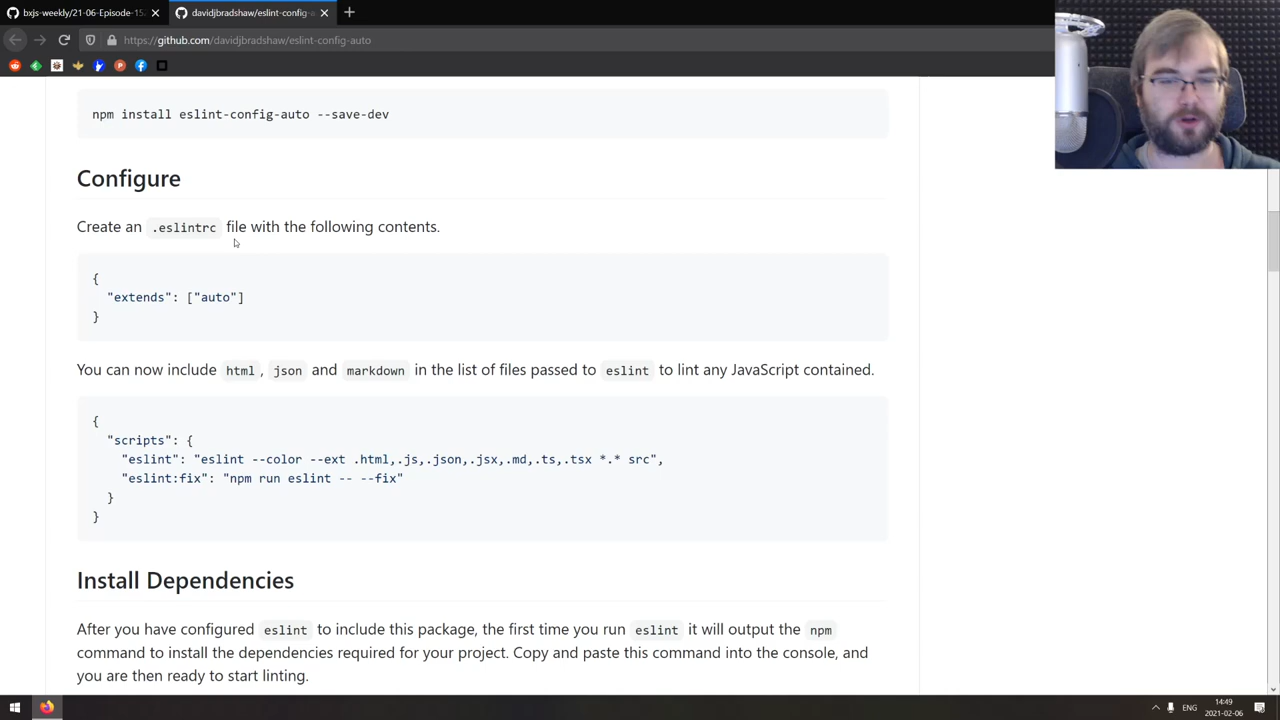 bxjs-weekly/21-06-Episode-15
davidjbradshaw/eslint-config-a
https://github.com/davidjbradshaw/eslint-config-auto
npm install eslint-config-auto --save-dev
Configure
Create an .eslintrc file with the following contents.
{
"extends": ["auto"]
}
You can now include html, json and markdown in the list of files passed to eslint to lint any JavaScript contained.
{
"scripts": {
"eslint": "eslint --color --ext .html,.js,.json,.jsx,.md,.ts,.tsx *.* src",
"eslint:fix": "npm run eslint -- --fix"
}
}
Install Dependencies
After you have configured eslint to include this package, the first time you run eslint it will output the npm
command to install the dependencies required for your project. Copy and paste this command into the console, and
you are then ready to start linting.
ENG
14:49
2021-02-06